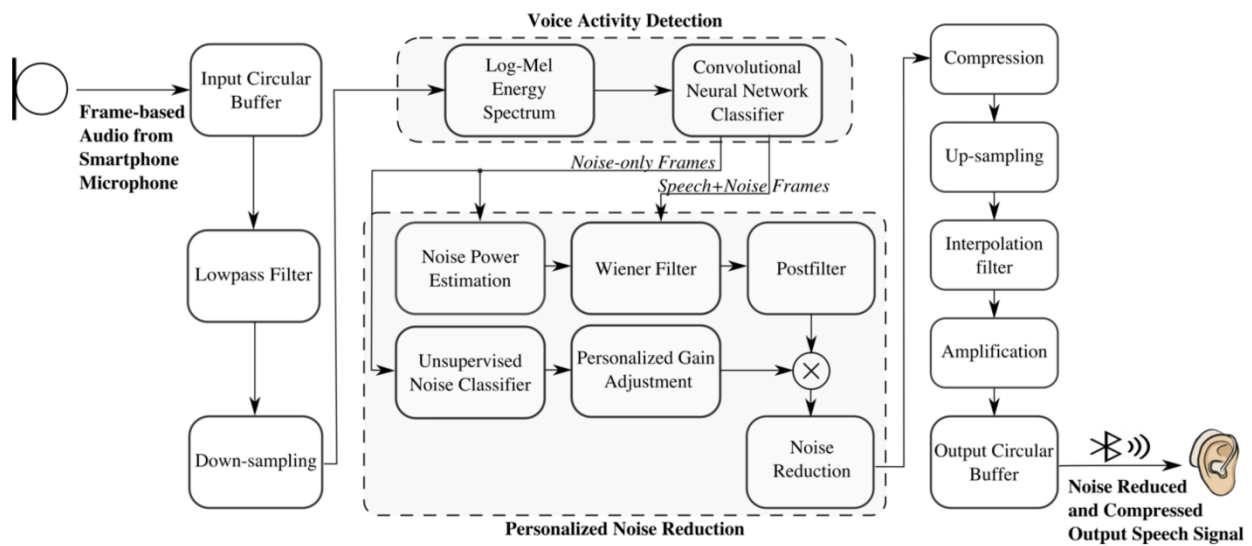 Voice Activity Detection
Frame-based
Audio from
Smartphone
Microphone
Input Circular
Buffer
Lowpass Filter
Down-sampling
Log-Mel
Energy
Spectrum
Convolutional
Neural Network
Classifier
Noise-only Frames
Speech+Noise Frames
Noise Power
Estimation
Wiener Filter
Postfilter
Unsupervised
Noise Classifier
Personalized Gain
Adjustment
Noise
Reduction
Personalized Noise Reduction
Compression
Up-sampling
Interpolation
filter
Amplification
Output Circular
Buffer
Noise Reduced
and Compressed
Output Speech Signal